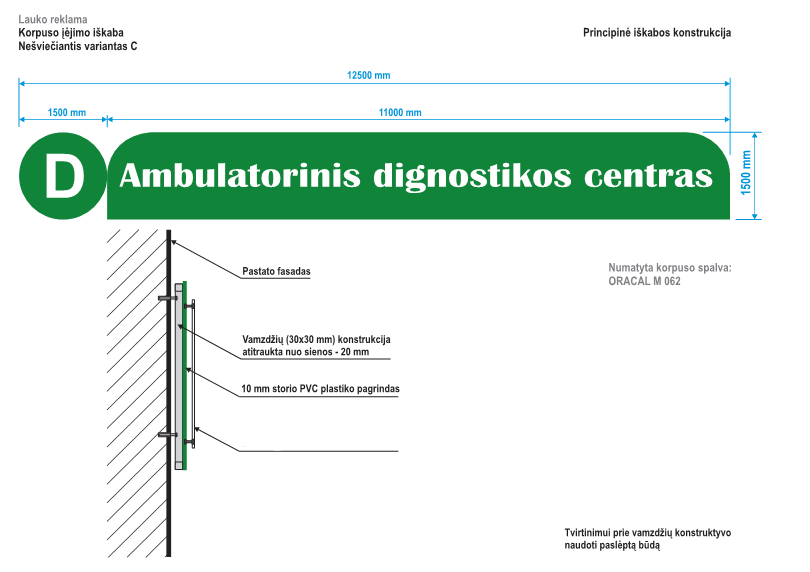 Lauko reklama
Korpuso įėjimo iškaba
Nešviečiantis variantas C
Principinė iškabos konstrukcija
12500 mm
1500 mm
11000 mm
D
Ambulatorinis dignostikos centras
1500 mm
Pastato fasadas
Numatyta korpuso spalva:
ORACAL M 062
Vamzdžių (30x30 mm) konstrukcija
atitraukta nuo sienos - 20 mm
10 mm storio PVC plastiko pagrindas
Tvirtinimui prie vamzdžių konstruktyvo
naudoti paslėptą būdą